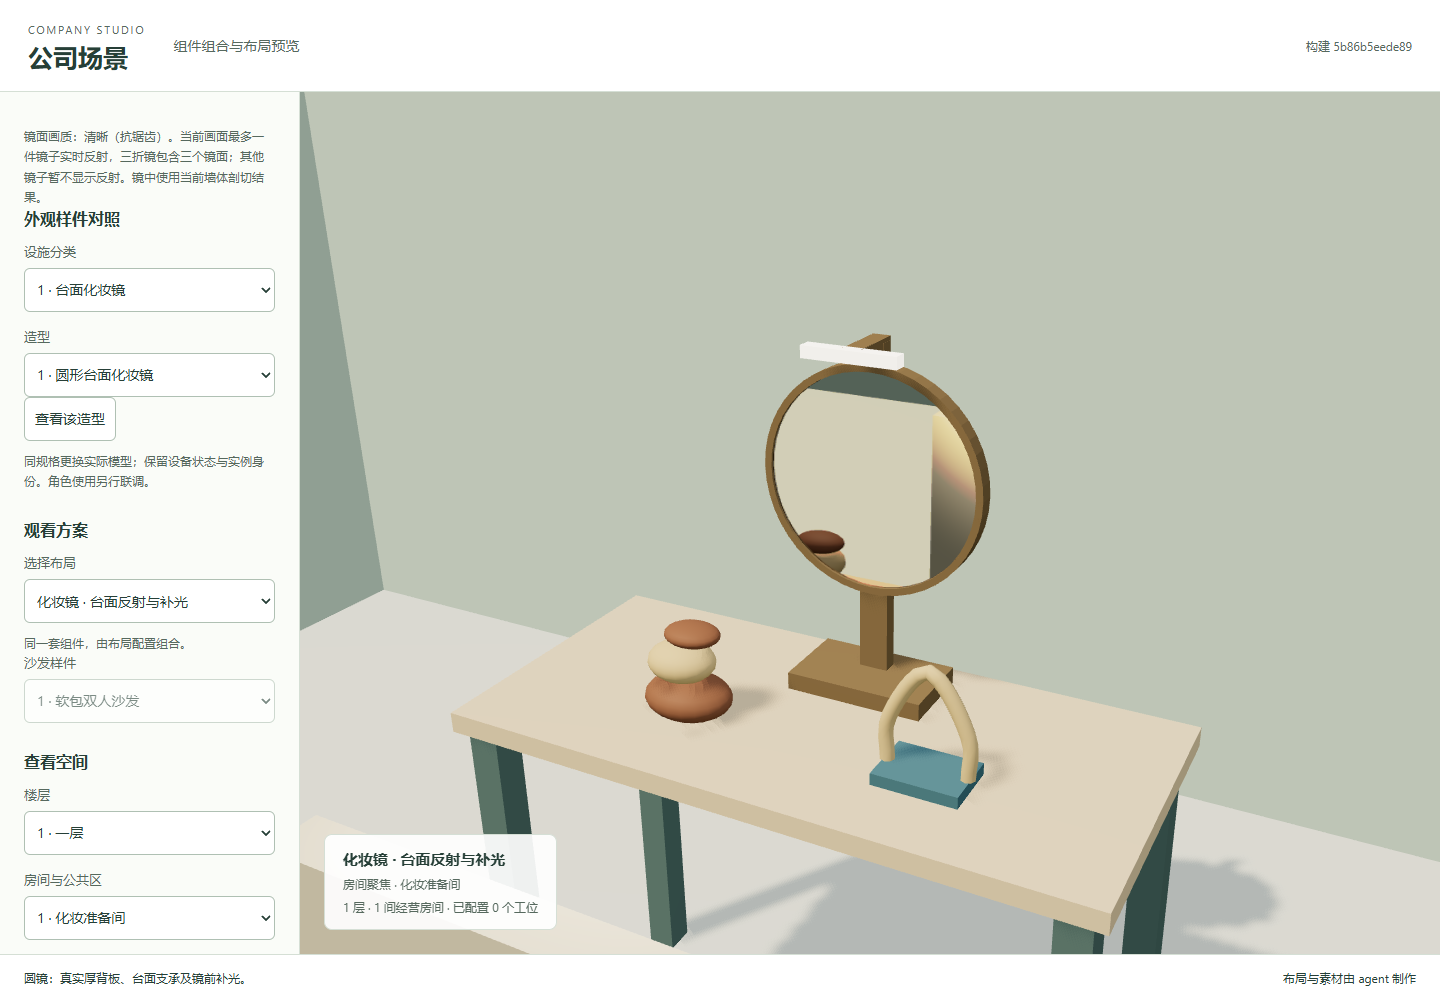 COMPANY STUDIO
公司场景
组件组合与布局预览
构建 5b86b5eede89
镜面画质：清晰（抗锯齿）。当前画面最多一
件镜子实时反射，三折镜包含三个镜面；其他
镜子暂不显示反射。镜中使用当前墙体剖切结
果。
外观样件对照
设施分类
1 · 台面化妆镜
造型
1 · 圆形台面化妆镜
查看该造型
同规格更换实际模型；保留设备状态与实例身
份。角色使用另行联调。
观看方案
选择布局
化妆镜 · 台面反射与补光
同一套组件，由布局配置组合。
沙发样件
1 · 软包双人沙发
查看空间
楼层
1 · 一层
房间与公共区
1 · 化妆准备间
化妆镜 · 台面反射与补光
房间聚焦 · 化妆准备间
1 层 · 1 间经营房间 · 已配置 0 个工位
圆镜：真实厚背板、台面支承及镜前补光。
布局与素材由 agent 制作